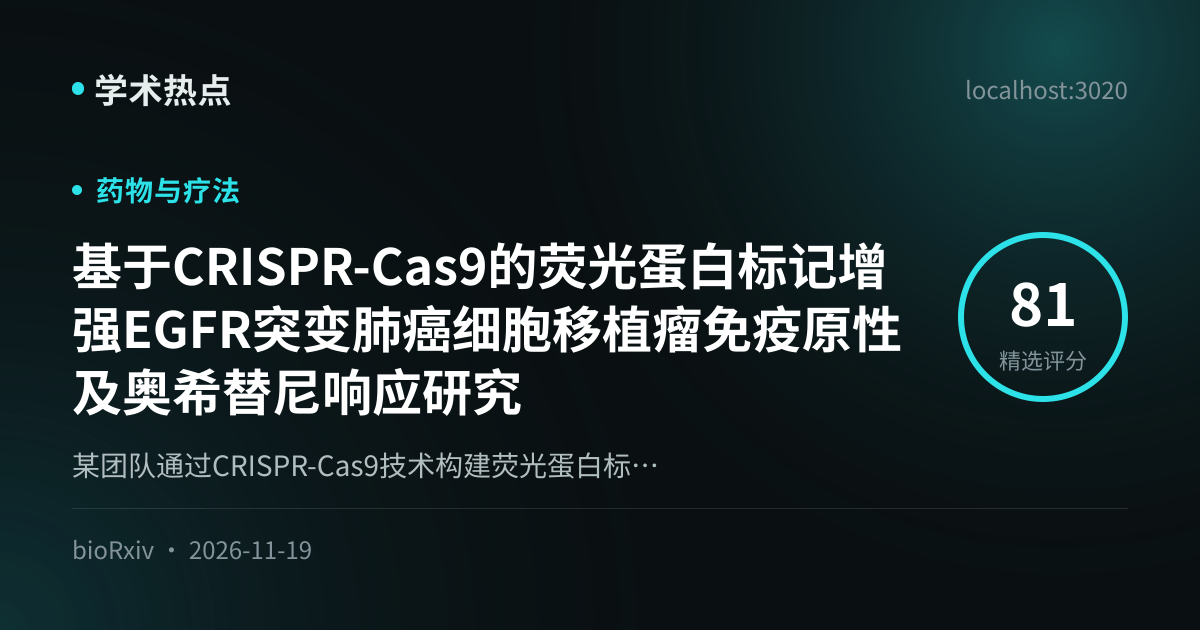 学术热点
localhost:3020
药物与疗法
基于CRISPR-Cas9的荧光蛋白标记增
强EGFR突变肺癌细胞移植瘤免疫原性
及奥希替尼响应研究
81
精选评分
某团队通过CRISPR-Cas9技术构建荧光蛋白标…
bioRxiv · 2026-11-19